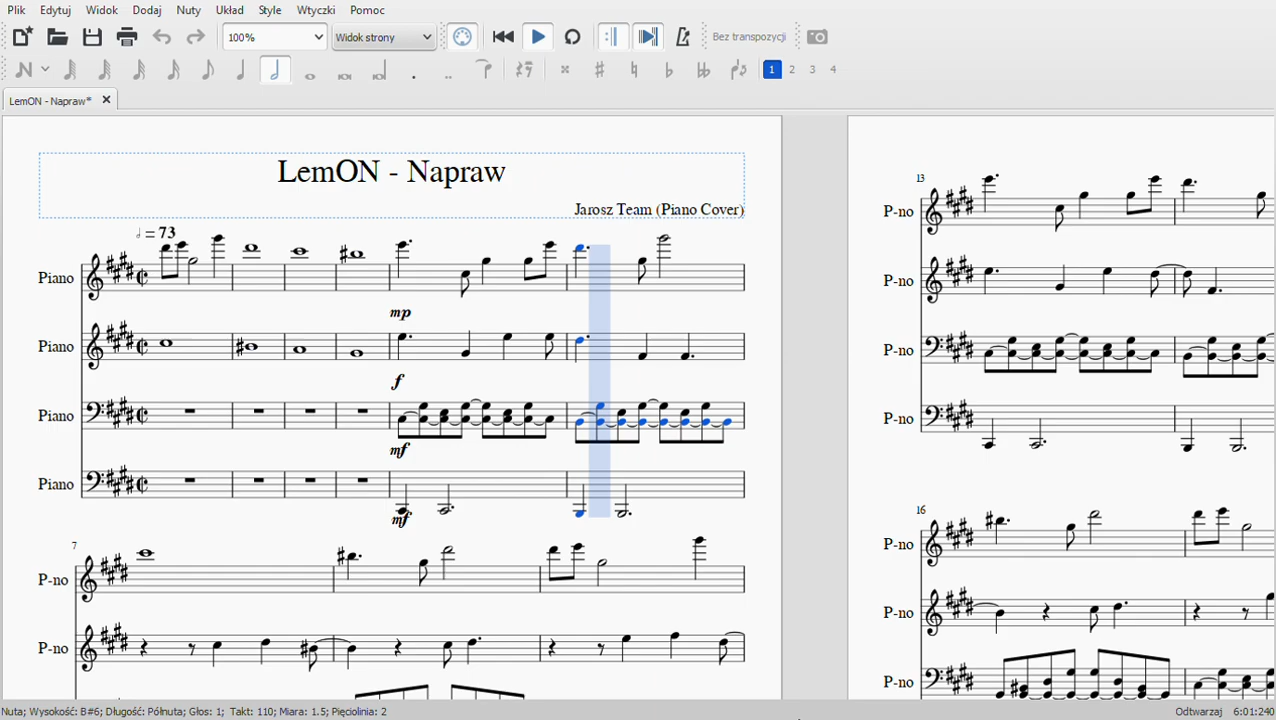 Plik Edytuj Widok Dodaj Nuty Układ Style Wtyczki Pomoc
100% Widok strony Bez transpozycji
1 2 3 4
LemON - Napraw*
LemON - Napraw
Jarosz Team (Piano Cover)
= 73
Piano
mp
Piano
f
Piano
mf
Piano
mf
7
P-no
P-no
13
P-no
P-no
P-no
P-no
16
P-no
P-no
P-no
Nuta; Wysokość: B#6; Długość: Półnuta; Głos: 1; Takt: 110; Miara: 1.5; Pięciolinia: 2
Odtwarzaj 6:01:240